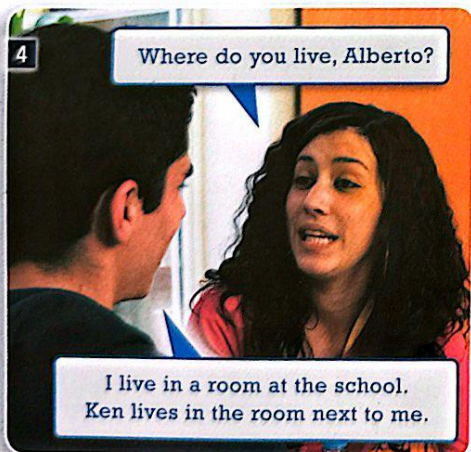 4
Where do you live, Alberto?
I live in a room at the school.
Ken lives in the room next to me.